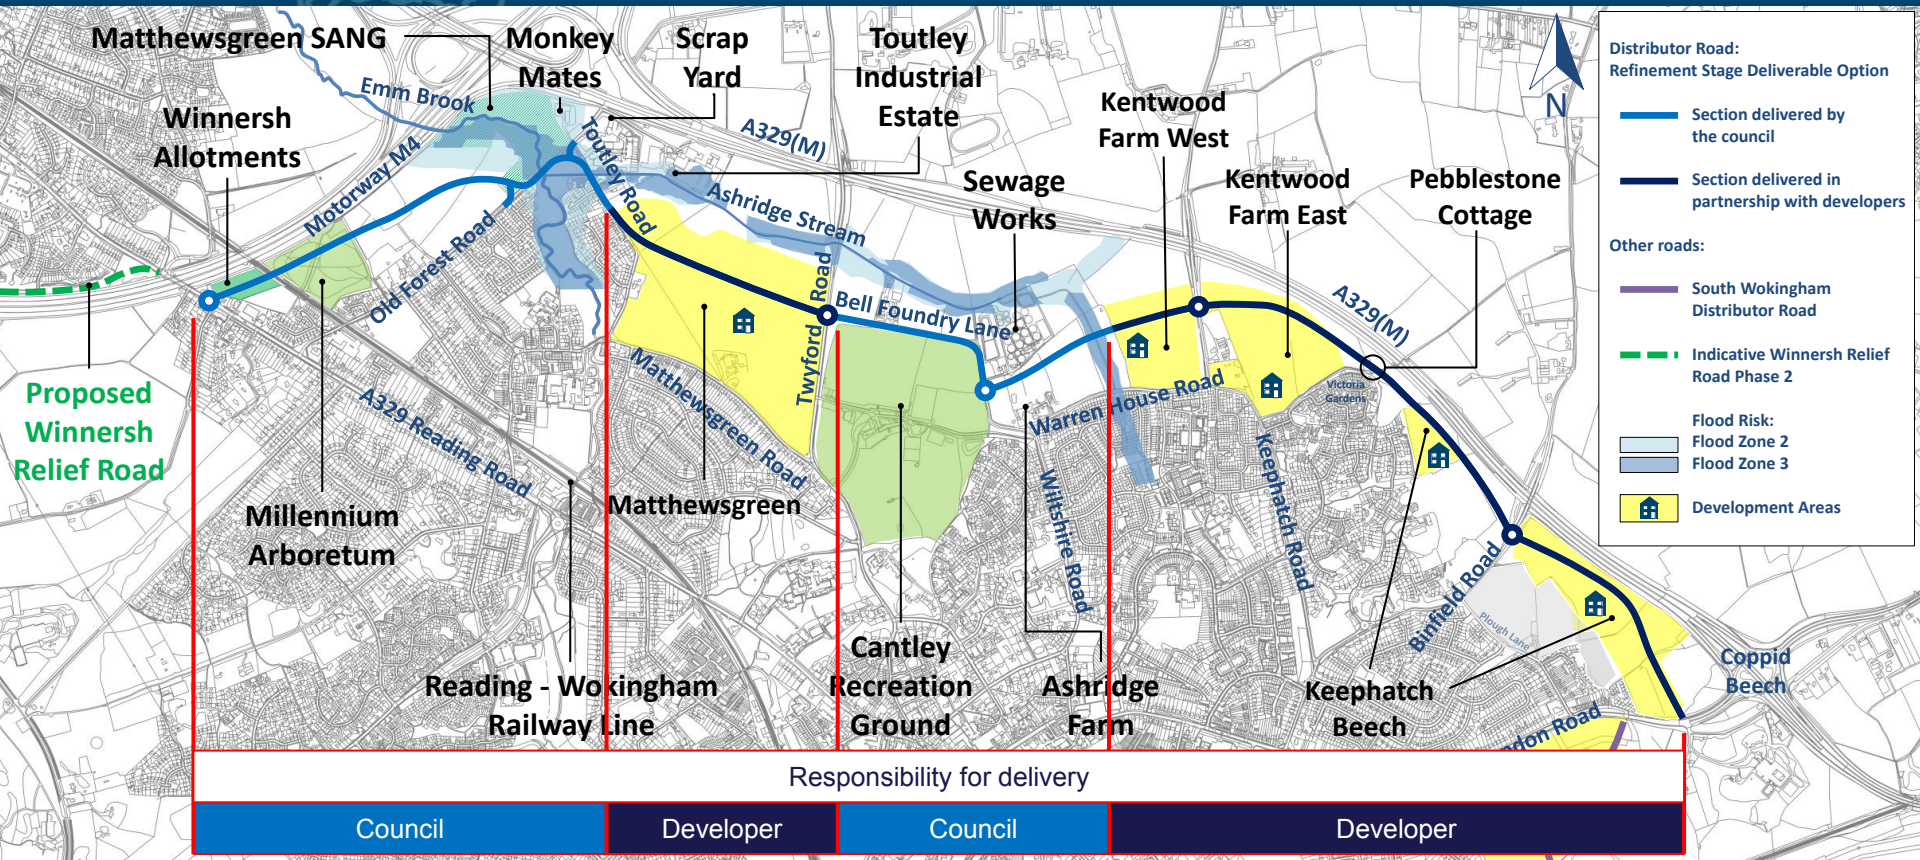 Matthewsgreen SANG
Monkey
Mates
Scrap
Yard
Toutley
Industrial
Estate
Emm Brook
Winnersh
Allotments
Motorway M4
Toutley Road
A329(M)
Ashridge Stream
Old Forest Road
Sewage
Works
Kentwood
Farm West
Kentwood
Farm East
Pebblestone
Cottage
A329(M)
Twyford Road
Bell Foundry Lane
Matthewsgreen Road
Warren House Road
Victoria
Gardens
A329 Reading Road
Proposed
Winnersh
Relief Road
Millennium
Arboretum
Matthewsgreen
Wiltshire Road
Keephatch Road
Binfield Road
Plough Lane
Reading - Wokingham
Railway Line
Cantley
Recreation
Ground
Ashridge
Farm
Keephatch
Beech
Coppid
Beech
ndon Road
N
Distributor Road:
Refinement Stage Deliverable Option
Section delivered by
the council
Section delivered in
partnership with developers
Other roads:
South Wokingham
Distributor Road
Indicative Winnersh Relief
Road Phase 2
Flood Risk:
Flood Zone 2
Flood Zone 3
Development Areas
Responsibility for delivery
Council
Developer
Council
Developer